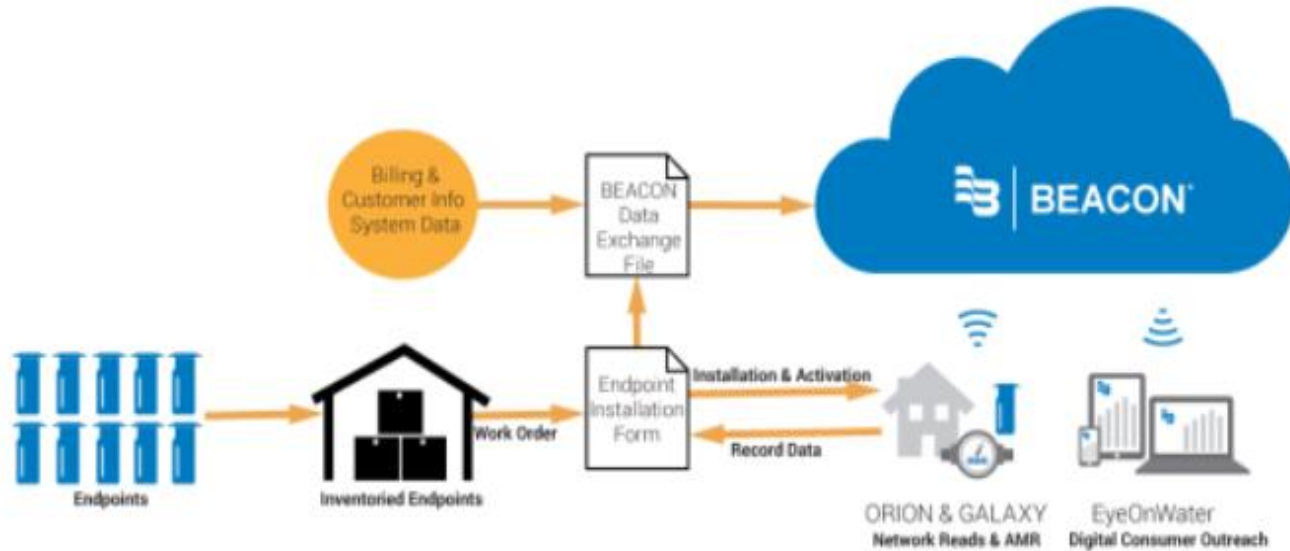 Billing &
Customer Info
System Data
BEACON
Data
Exchange
File
BEACON®
Endpoints
Inventoried Endpoints
Work Order
Endpoint
Installation
Form
Installation & Activation
Record Data
ORION & GALAXY
Network Reads & AMR
EyeOnWater
Digital Consumer Outreach